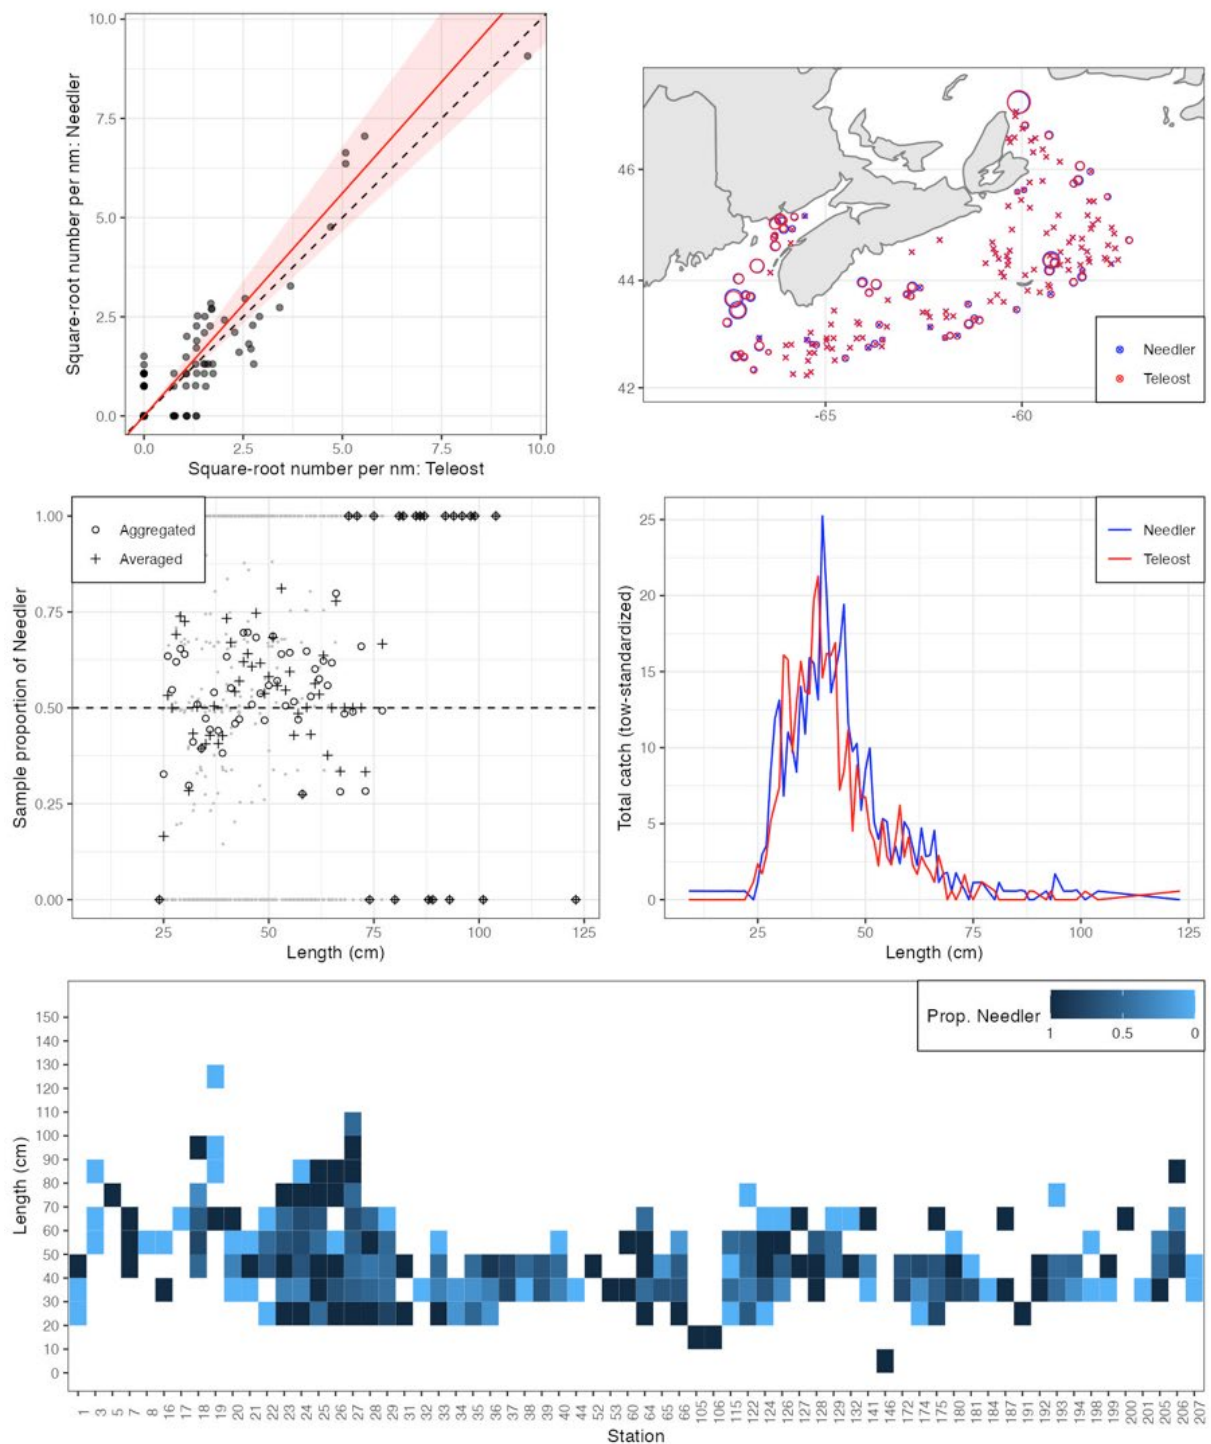 10.0
7.5
5.0
2.5
0.0
Square-root number per nm: Needler
0.0 2.5 5.0 7.5 10.0
Square-root number per nm: Teleost
46
44
42
Needler
Teleost
-65 -60
Aggregated
Averaged
1.00
0.75
0.50
0.25
0.00
Sample proportion of Needler
25 50 75 100 125
Length (cm)
Needler
Teleost
25
20
15
10
5
0
Total catch (tow-standardized)
25 50 75 100 125
Length (cm)
Prop. Needler
1 0.5 0
150
140
130
120
110
100
90
80
70
60
50
40
30
20
10
0
Length (cm)
1 3 5 7 8 16 17 18 19 20 21 22 23 24 25 26 27 28 29 31 32 33 34 35 36 37 38 39 40 44 52 53 60 64 65 66 105 106 115 122 124 126 127 128 129 132 141 146 172 174 175 180 181 184 187 191 192 193 194 198 199 200 201 205 206 207
Station